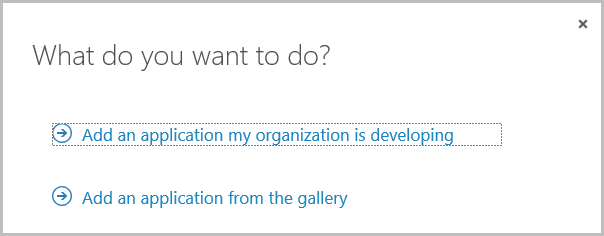 What do you want to do?
Add an application my organization is developing
Add an application from the gallery